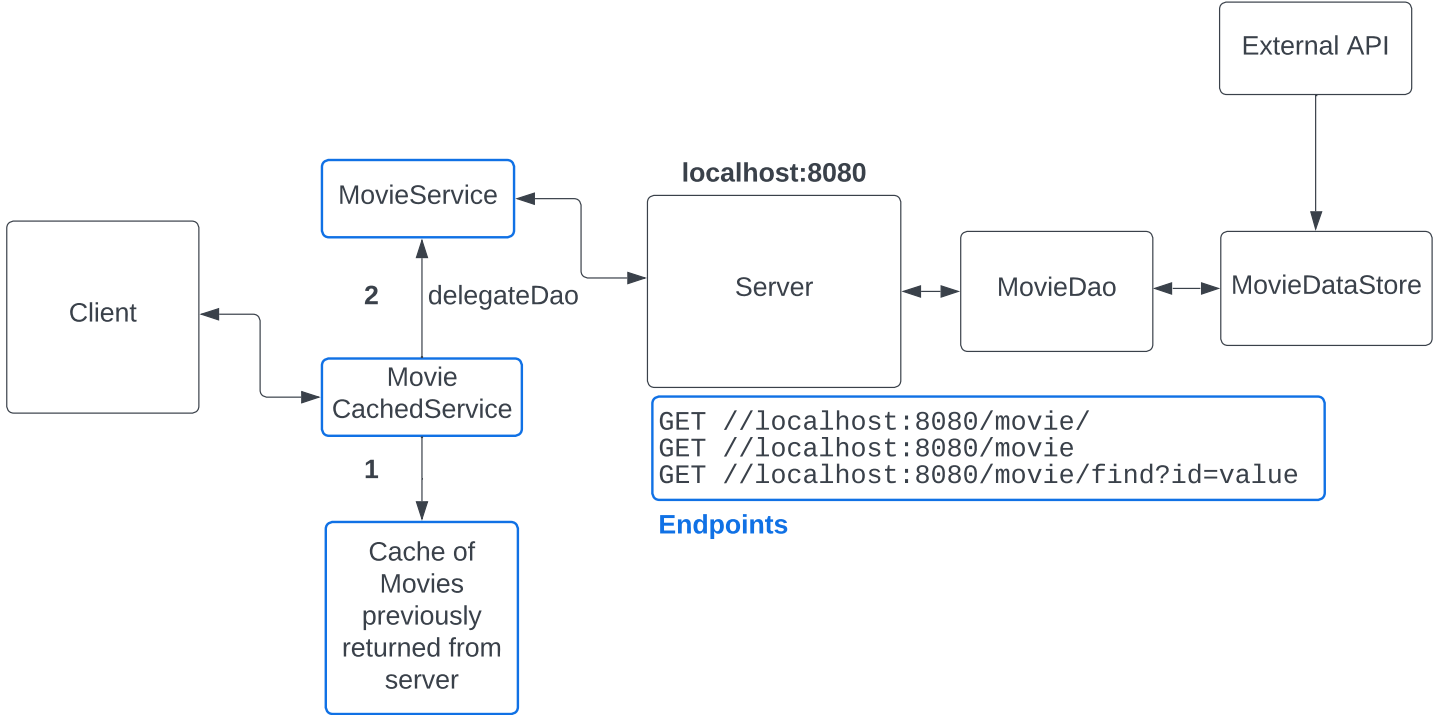 External API
localhost:8080
MovieService
Client
2
delegateDao
Server
MovieDao
MovieDataStore
Movie
CachedService
1
GET //localhost:8080/movie/
GET //localhost:8080/movie
GET //localhost:8080/movie/find?id=value
Endpoints
Cache of
Movies
previously
returned from
server